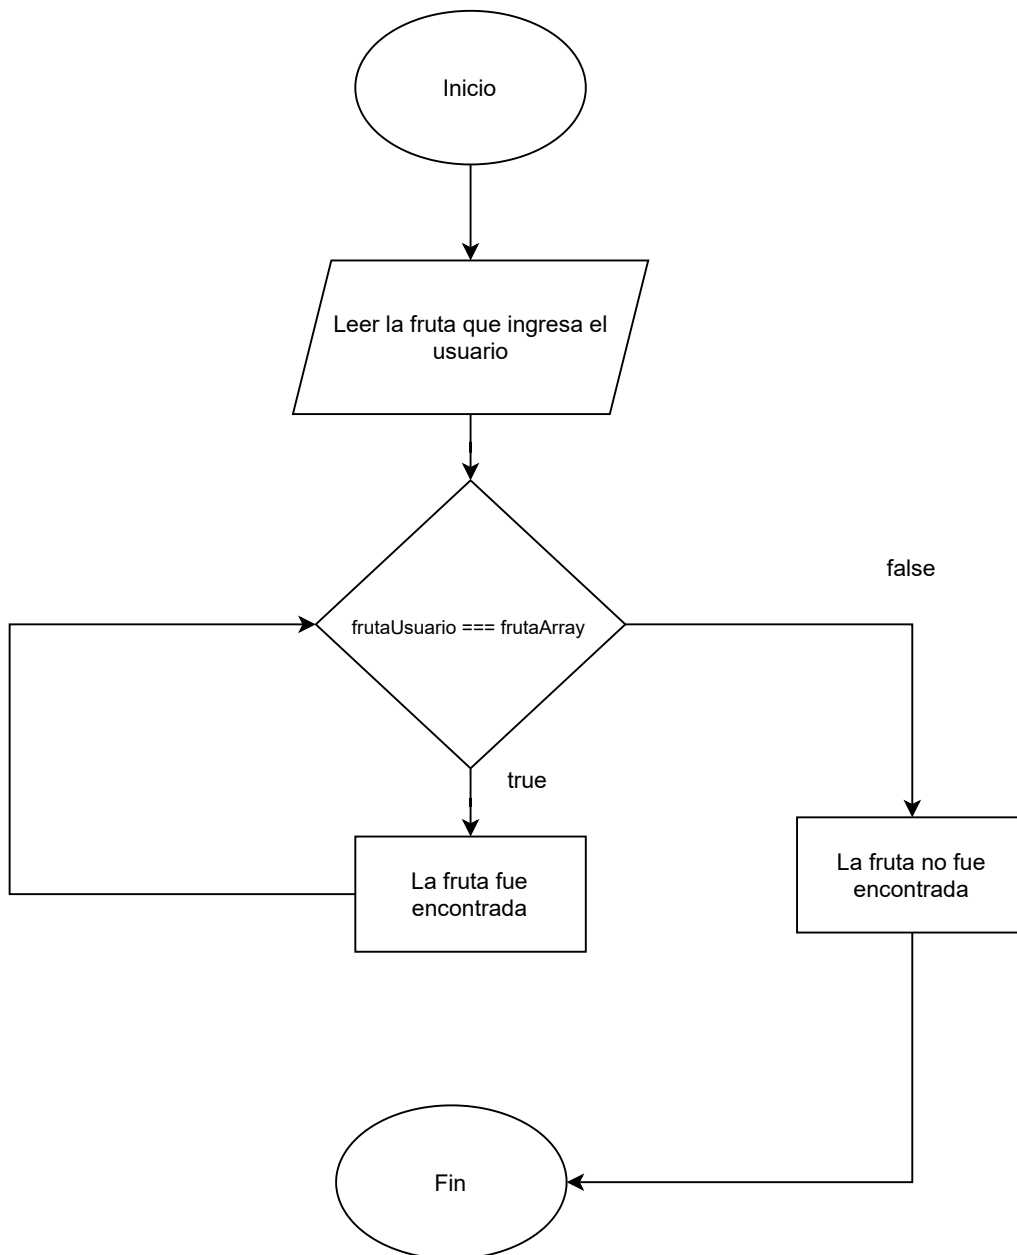 Inicio
Leer la fruta que ingresa el
usuario
false
frutaUsuario === frutaArray
true
La fruta fue
encontrada
La fruta no fue
encontrada
Fin